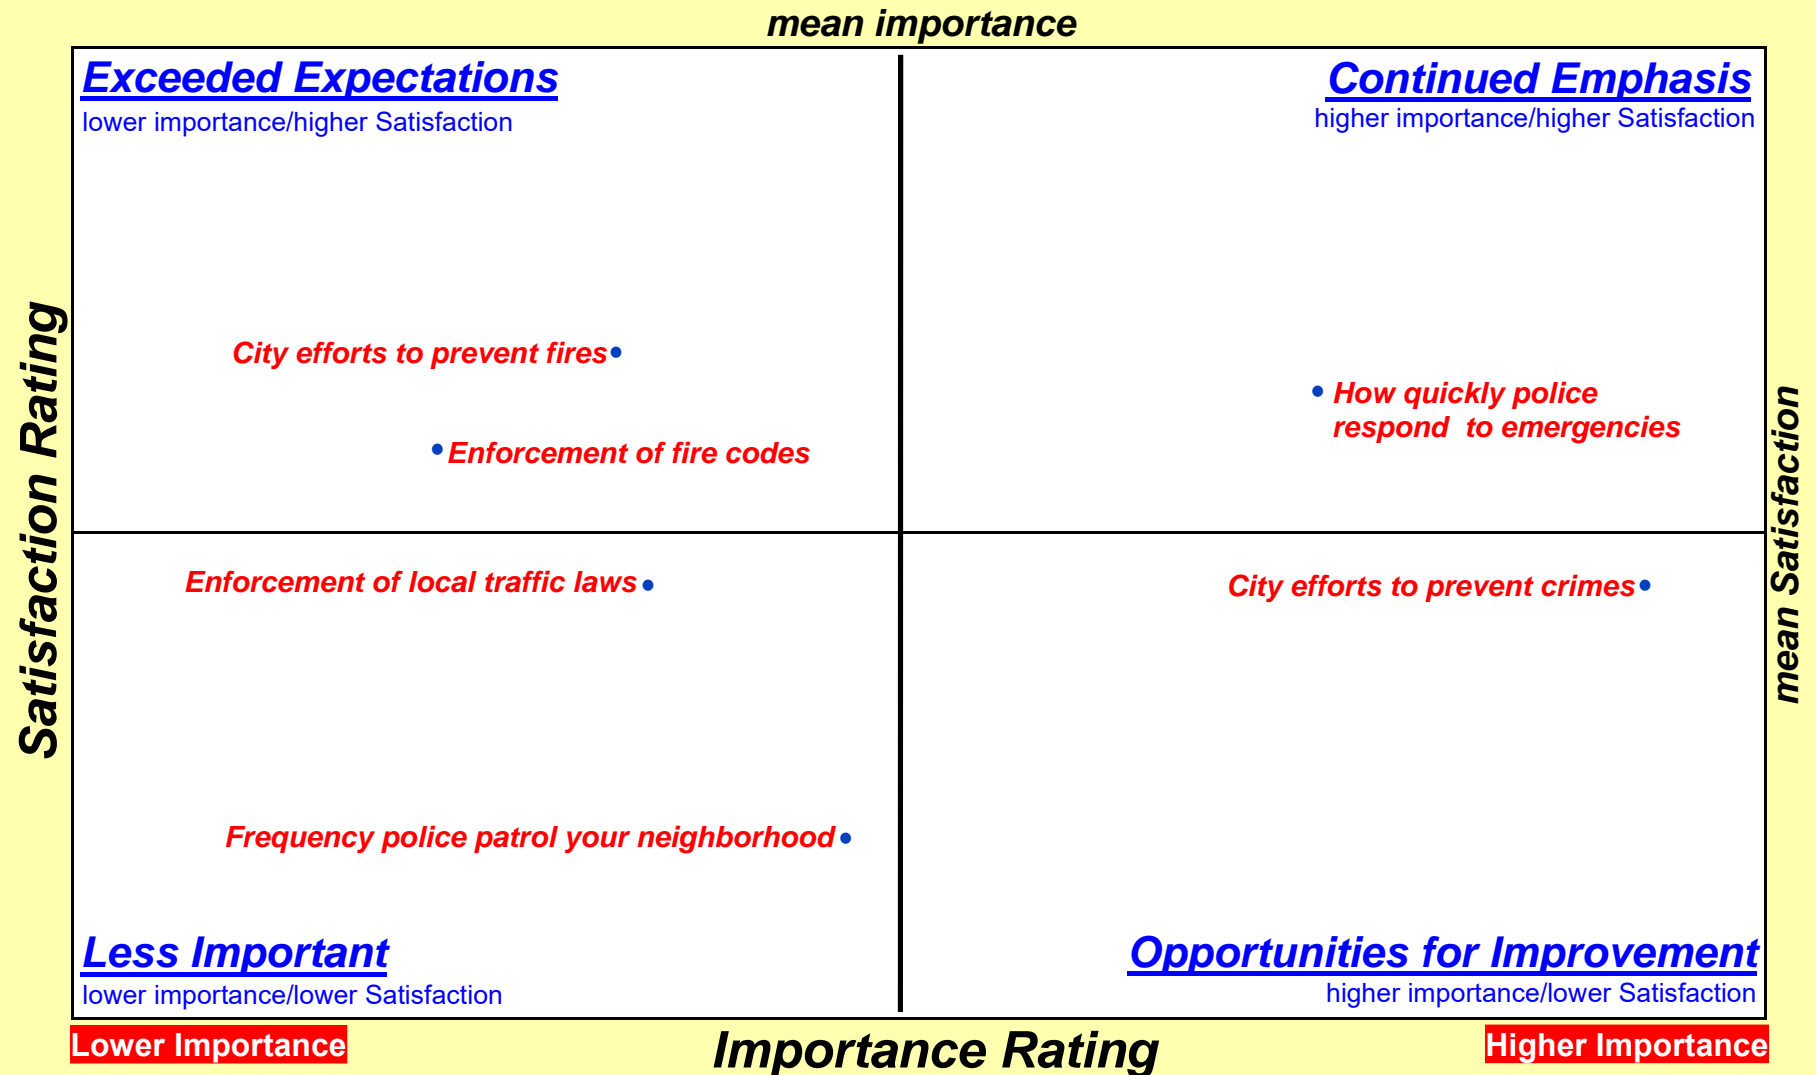 mean importance
Exceeded Expectations
lower importance/higher Satisfaction
Continued Emphasis
higher importance/higher Satisfaction
Satisfaction Rating
City efforts to prevent fires
Enforcement of fire codes
How quickly police
respond to emergencies
mean Satisfaction
Enforcement of local traffic laws
City efforts to prevent crimes
Frequency police patrol your neighborhood
Less Important
lower importance/lower Satisfaction
Opportunities for Improvement
higher importance/lower Satisfaction
Lower Importance
Importance Rating
Higher Importance